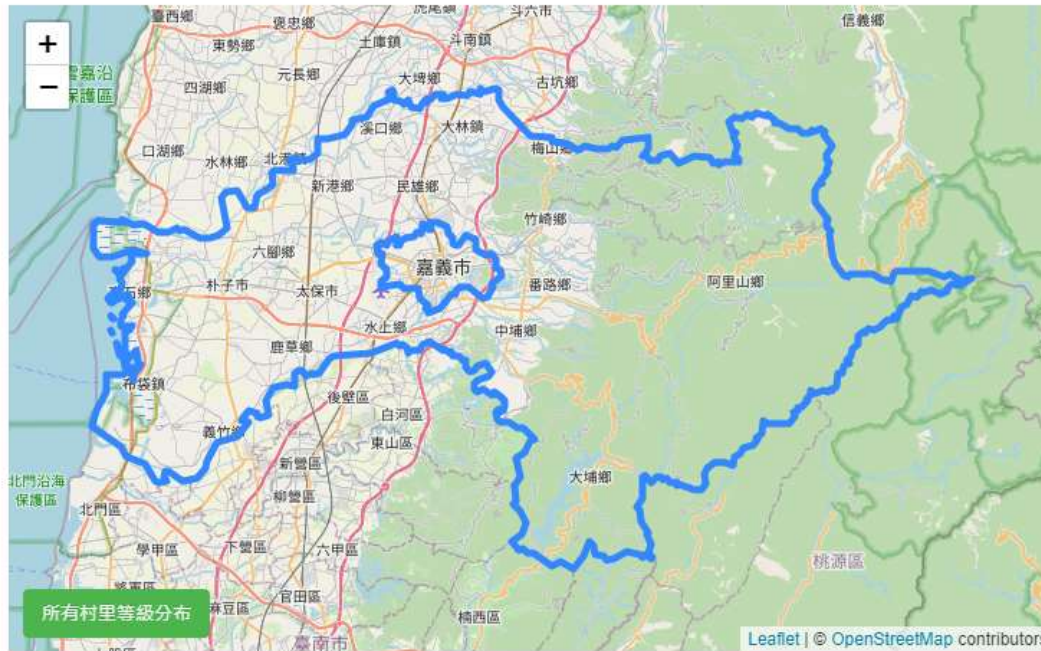 臺西鄉
褒忠鄉
虎尾鎮
斗六市
信義鄉
+
東勢鄉
土庫鎮
斗南鎮
−
雲嘉沿
保護區
元長鄉
大埤鄉
四湖鄉
古坑鄉
溪口鄉
大林鎮
口湖鄉
水林鄉
北港鎮
梅山鄉
新港鄉
民雄鄉
竹崎鄉
六腳鄉
嘉義市
朴子市
太保市
番路鄉
阿里山鄉
水上鄉
中埔鄉
鹿草鄉
布袋鎮
後壁區
白河區
義竹鄉
東山區
新營區
大埔鄉
北門沿海
保護區
柳營區
北門區
學甲區
下營區
六甲區
桃源區
將軍區
官田區
麻豆區
楠西區
所有村里等級分布
臺南市
Leaflet | © OpenStreetMap contributors